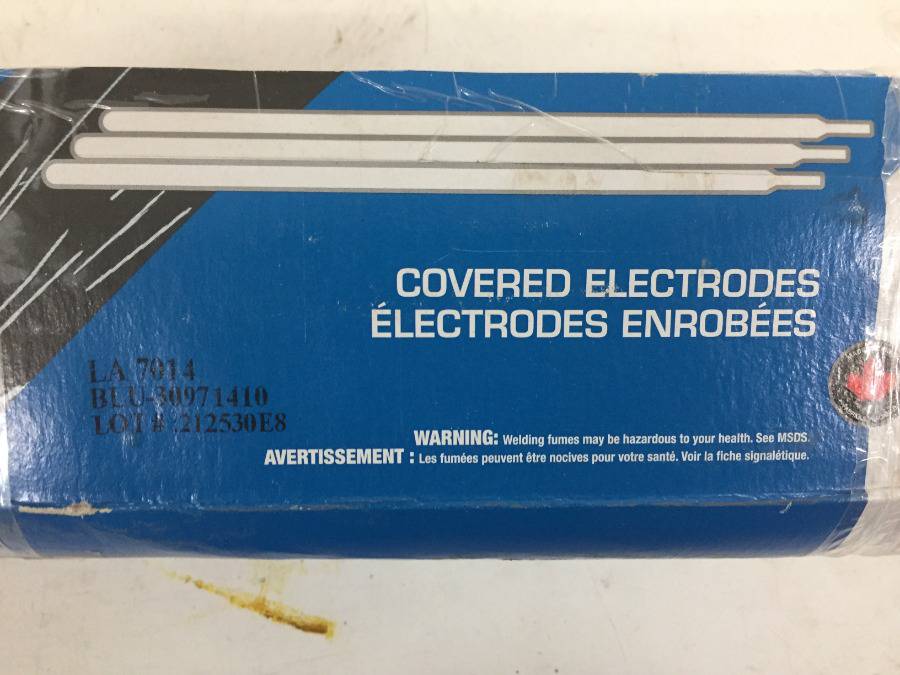 COVERED ELECTRODES
ÉLECTRODES ENROBÉES
LA 7014
BLU-30971410
LOT # :212530E8
WARNING: Welding fumes may be hazardous to your health. See MSDS.
AVERTISSEMENT : Les fumées peuvent être nocives pour votre santé. Voir la fiche signalétique.